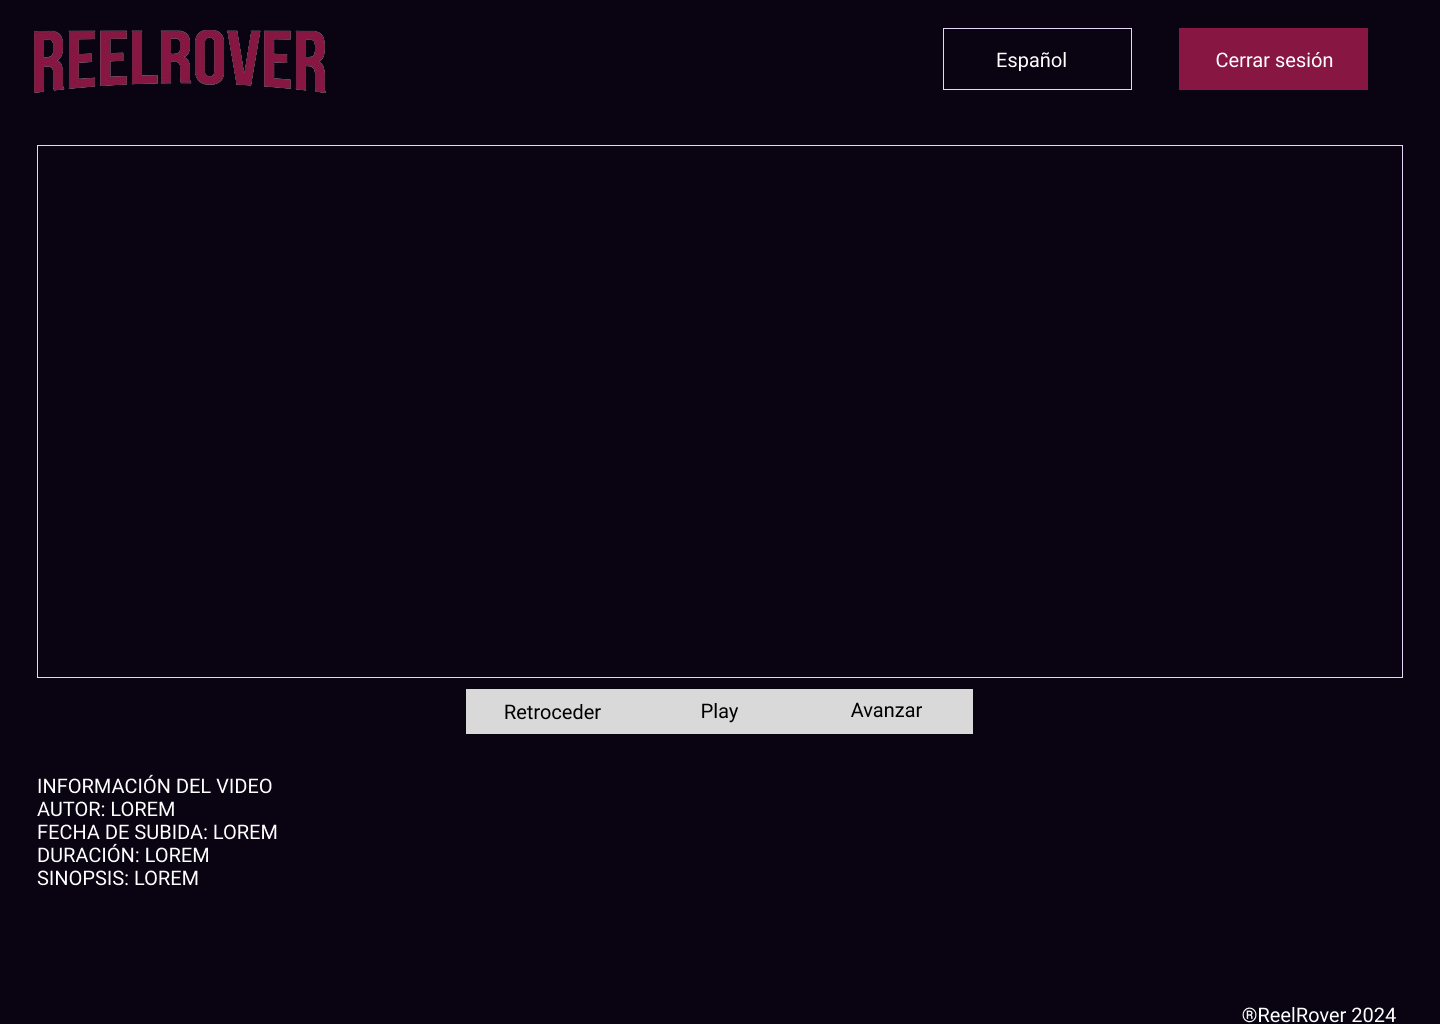 REELROVER
Español
Cerrar sesión
Retroceder
Play
Avanzar
INFORMACIÓN DEL VIDEO
AUTOR: LOREM
FECHA DE SUBIDA: LOREM
DURACIÓN: LOREM
SINOPSIS: LOREM
®ReelRover 2024